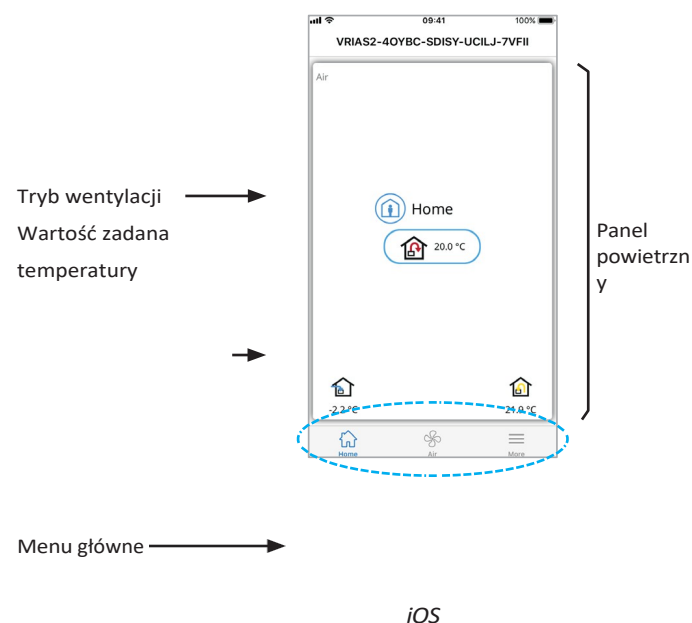 09:41
100%
VRIAS2-4OYBC-SDISY-UCILJ-7VFII
Air
Tryb wentylacji
Wartość zadana
temperatury
Home
20.0 °C
Panel
powietrzn
y
-2.2 °C
21.9 °C
Home
Air
More
Menu główne
iOS